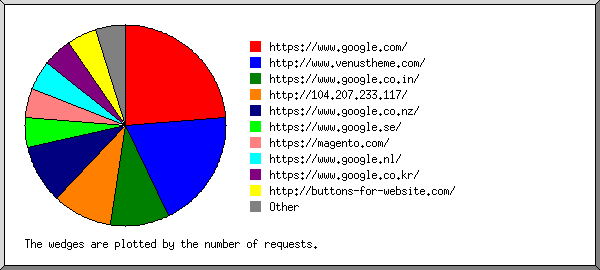 https://www.google.com/
http://www.venustheme.com/
https://www.google.co.in/
http://104.207.233.117/
https://www.google.co.nz/
https://www.google.se/
https://magento.com/
https://www.google.nl/
https://www.google.co.kr/
http://buttons-for-website.com/
Other
The wedges are plotted by the number of requests.